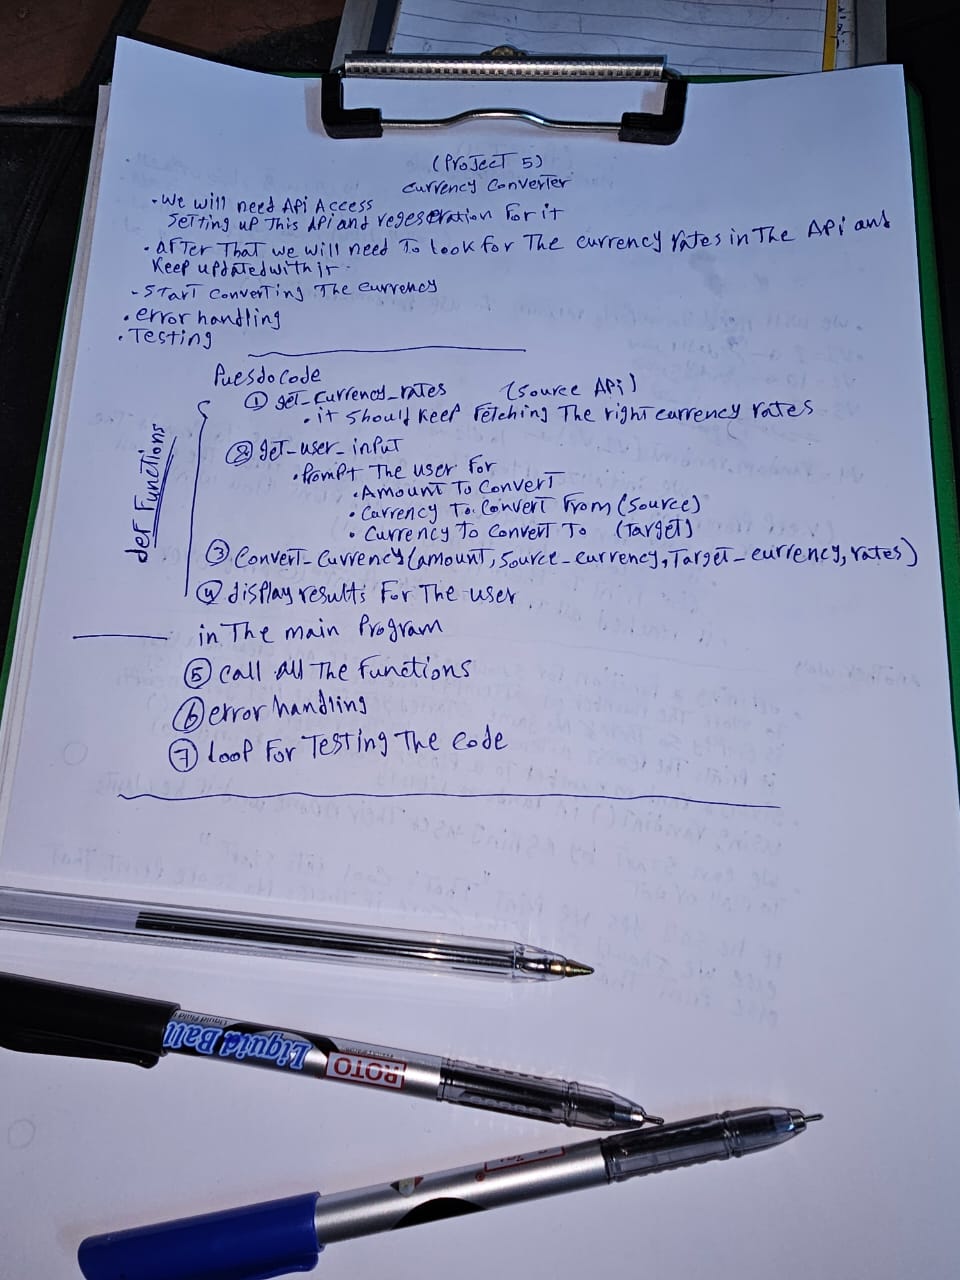 (Project 5)
Currency Converter
• We will need Api Access
Setting up This Api and regesteration For it
• after That we will need To look for The currency rates in The Api and
Keep updated with it.
- Start converting The currency
• error handling
• Testing
Puesdo code
def Functions
① get_currency_rates (Source Api)
• it should keep Fetching The right currency rates
② get_user_input
• Prompt The user For
• Amount To Convert
• Currency To Convert From (Source)
• Currency To Convert To (Target)
③ Convert_Currency (amount, Source_currency, Target_currency, rates)
④ display results For The user
in The main Program
⑤ call all The Functions
⑥ error handling
⑦ loop For Testing The code
Liquid Ball
ROTO